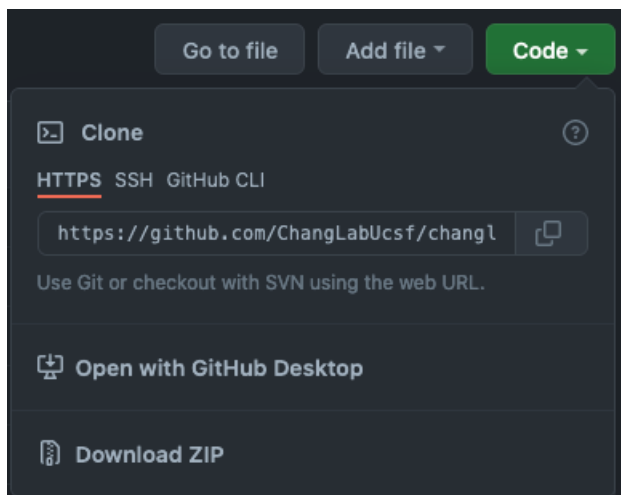 Go to file Add file Code
Clone
HTTPS SSH GitHub CLI
https://github.com/ChangLabUcsf/changl
Use Git or checkout with SVN using the web URL.
Open with GitHub Desktop
Download ZIP